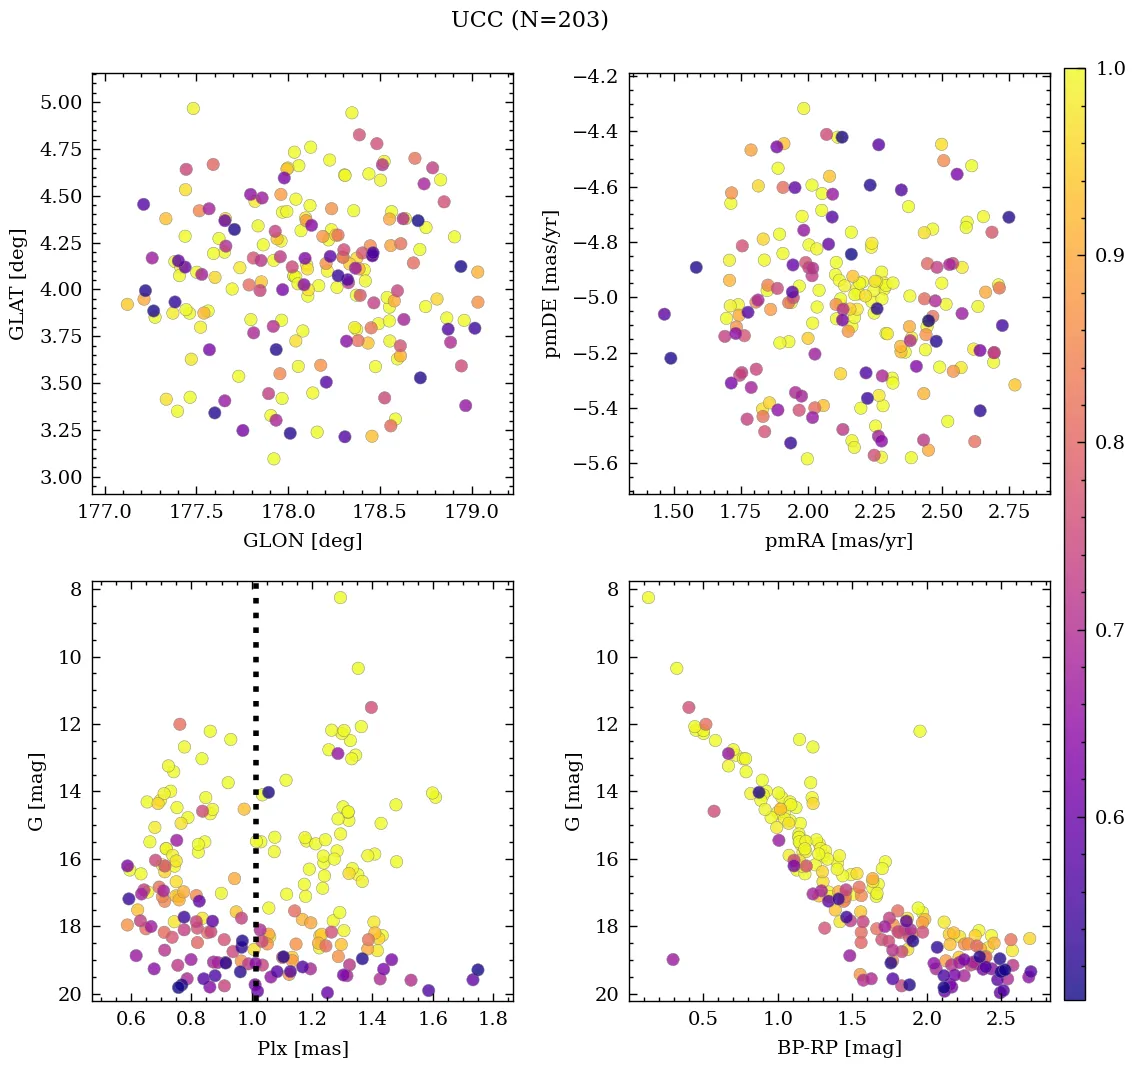 UCC (N=203)
5.00
4.75
4.50
4.25
4.00
3.75
3.50
3.25
3.00
GLAT [deg]
177.0 177.5 178.0 178.5 179.0
GLON [deg]
−4.2
−4.4
−4.6
−4.8
−5.0
−5.2
−5.4
−5.6
pmDE [mas/yr]
1.50 1.75 2.00 2.25 2.50 2.75
pmRA [mas/yr]
8
10
12
14
16
18
20
G [mag]
0.6 0.8 1.0 1.2 1.4 1.6 1.8
Plx [mas]
8
10
12
14
16
18
20
G [mag]
0.5 1.0 1.5 2.0 2.5
BP-RP [mag]
1.0
0.9
0.8
0.7
0.6